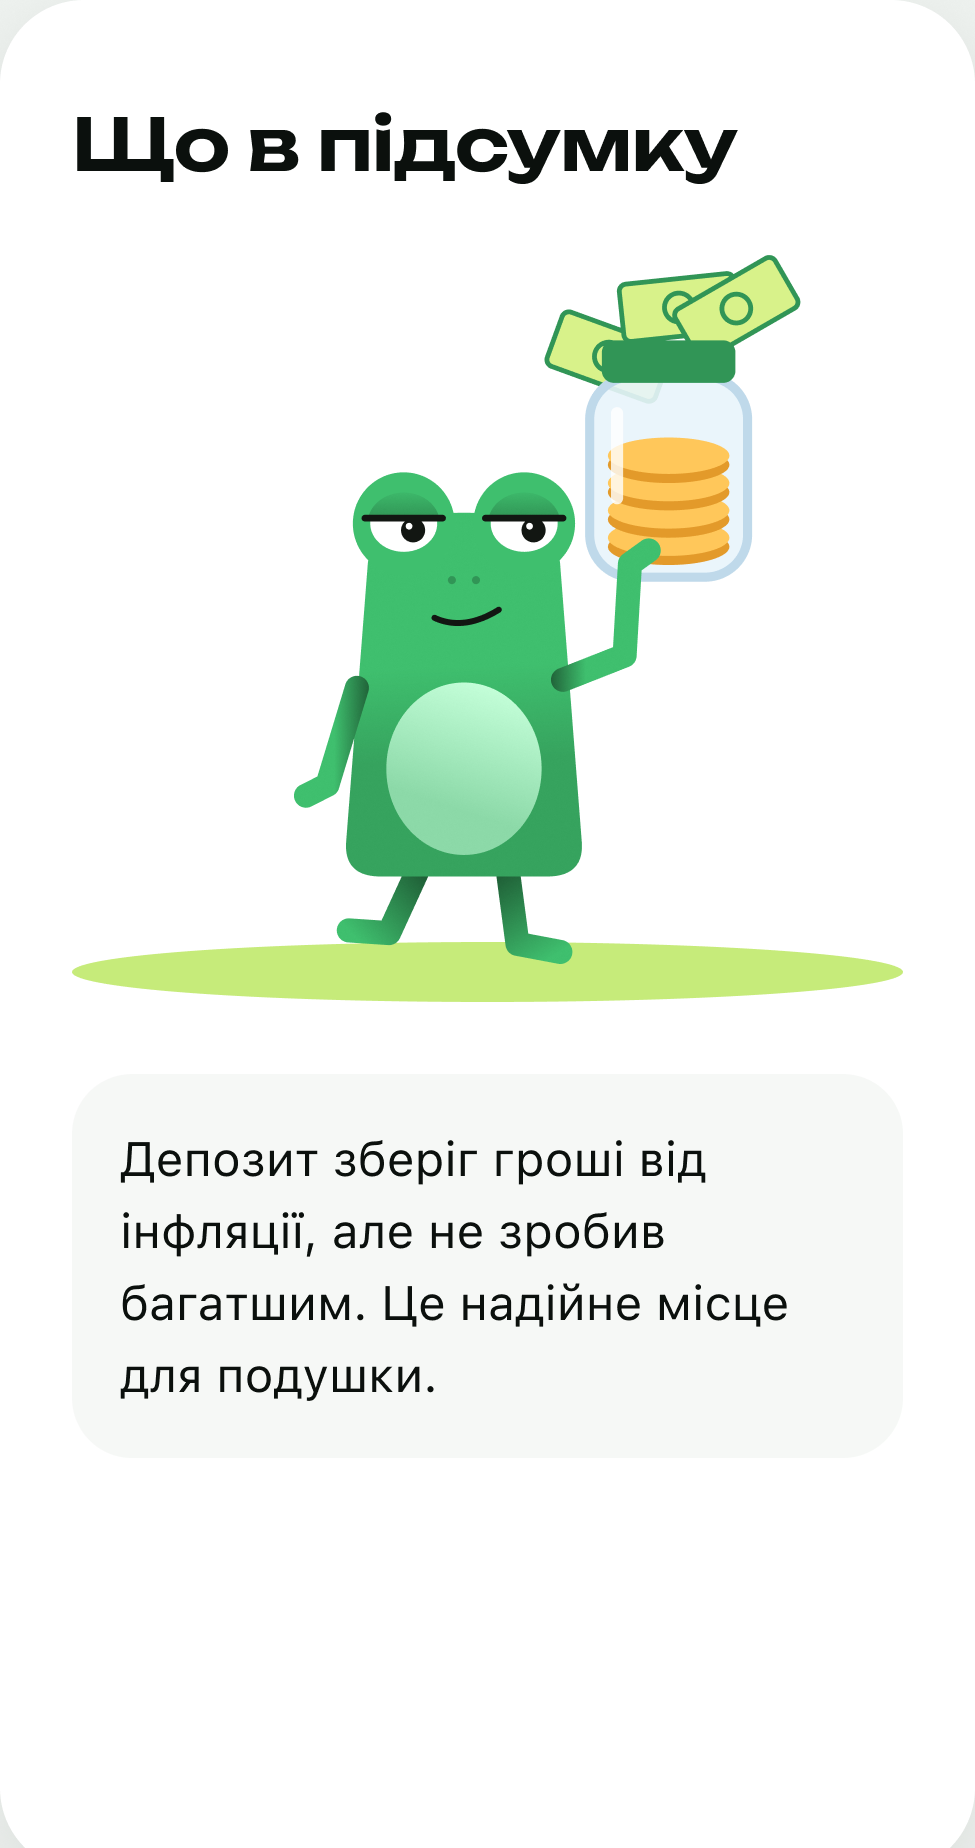 Що в підсумку
Депозит зберіг гроші від
інфляції, але не зробив
багатшим. Це надійне місце
для подушки.